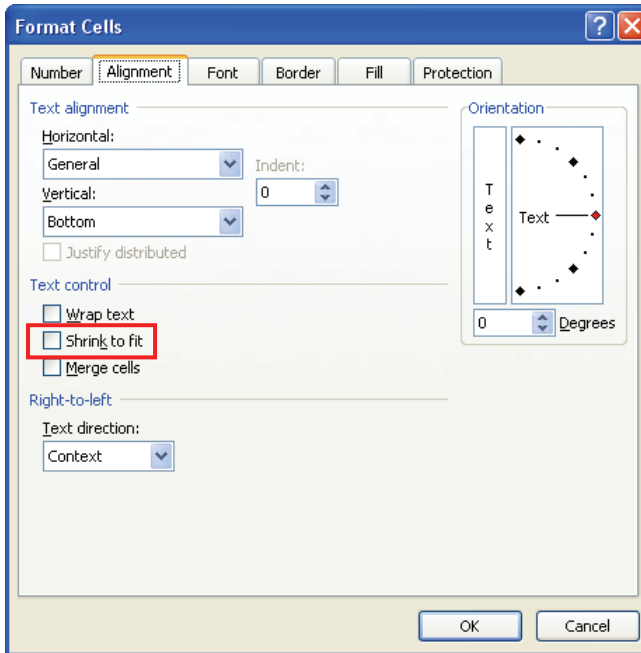 Format Cells
Number Alignment Font Border Fill Protection
Text alignment
Horizontal:
General
Indent:
0
Vertical:
Bottom
Justify distributed
Text control
Wrap text
Shrink to fit
Merge cells
Right-to-left
Text direction:
Context
Orientation
Text
Text
0 Degrees
OK Cancel